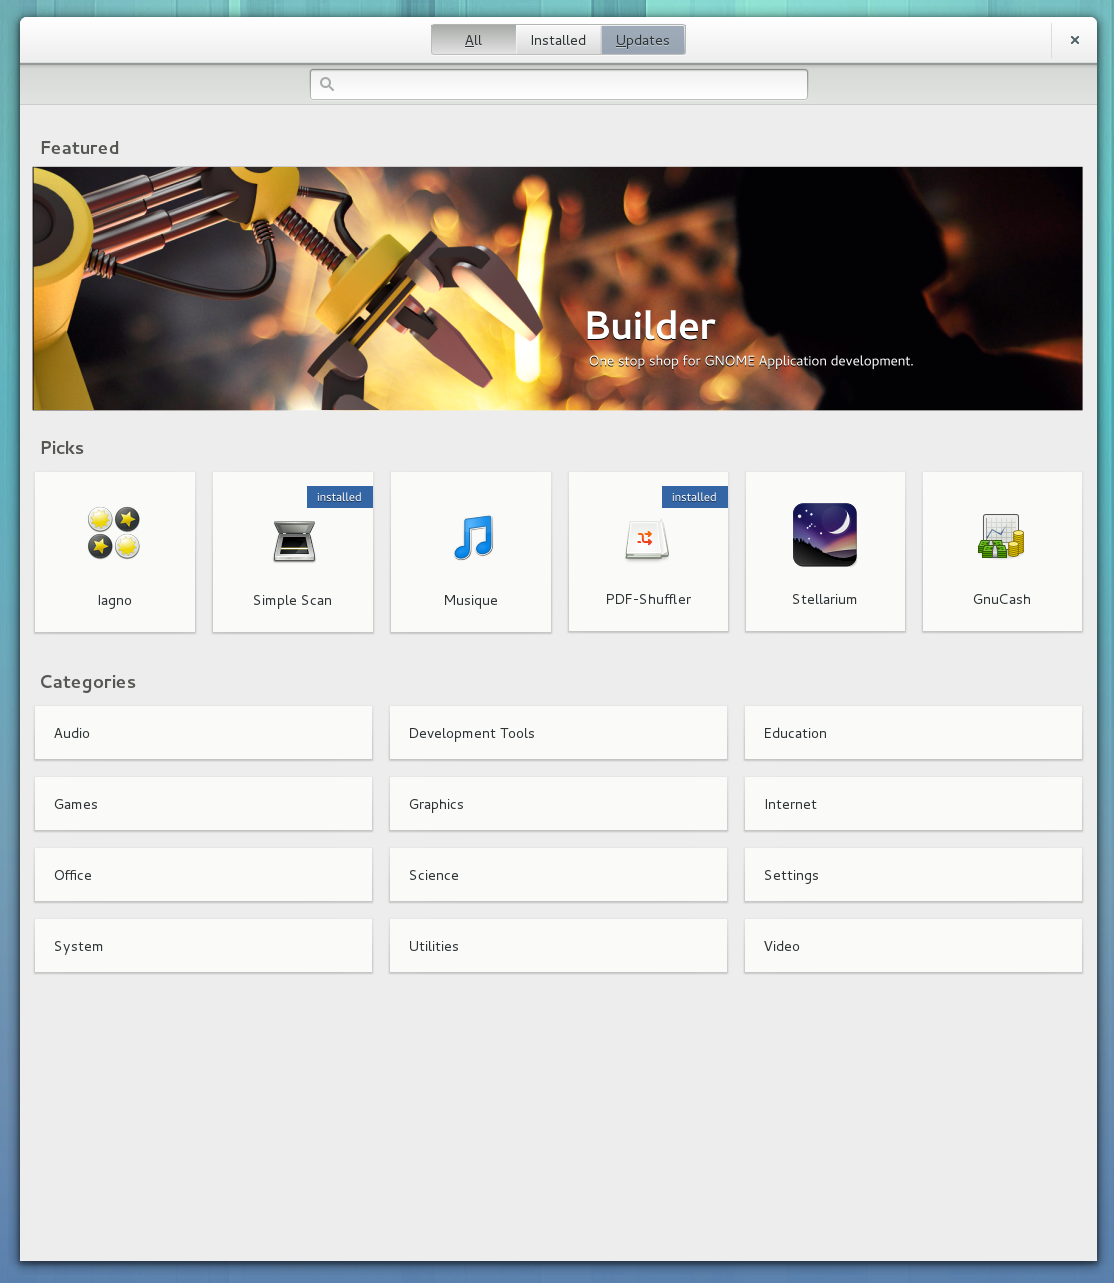 All
Installed
Updates
Featured
Builder
One stop shop for GNOME Application development.
Picks
installed
installed
Iagno
Simple Scan
Musique
PDF-Shuffler
Stellarium
GnuCash
Categories
Audio
Development Tools
Education
Games
Graphics
Internet
Office
Science
Settings
System
Utilities
Video